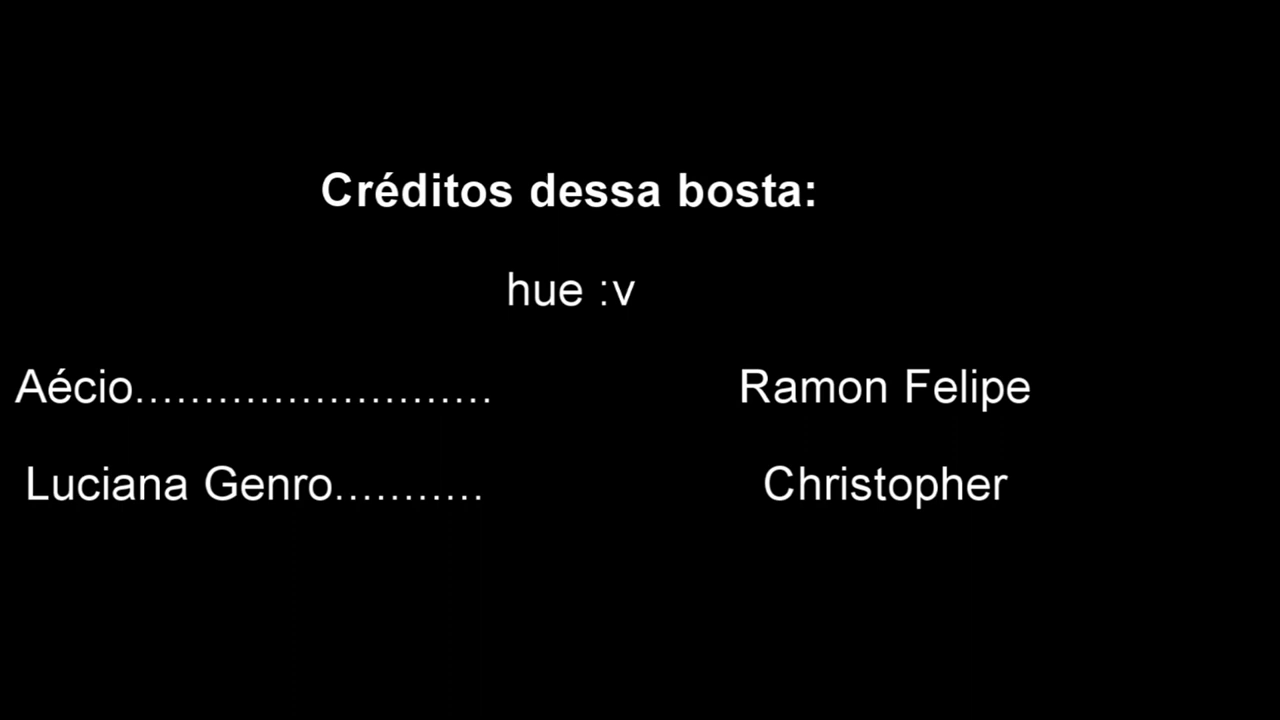 Créditos dessa bosta:
hue :v
Aécio.......................... Ramon Felipe
Luciana Genro........... Christopher